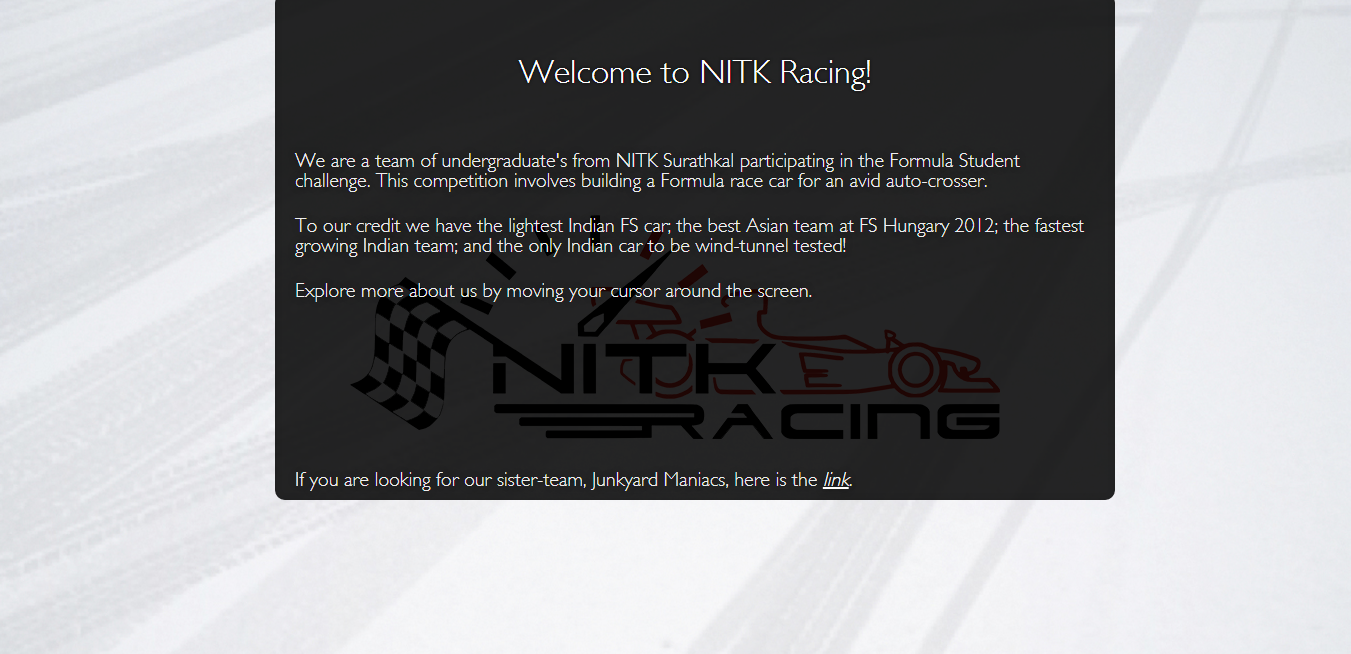 Welcome to NITK Racing!
We are a team of undergraduate's from NITK Surathkal participating in the Formula Student
challenge. This competition involves building a Formula race car for an avid auto-crosser.
To our credit we have the lightest Indian FS car; the best Asian team at FS Hungary 2012; the fastest
growing Indian team; and the only Indian car to be wind-tunnel tested!
Explore more about us by moving your cursor around the screen.
NITK
RACING
If you are looking for our sister-team, Junkyard Maniacs, here is the link.